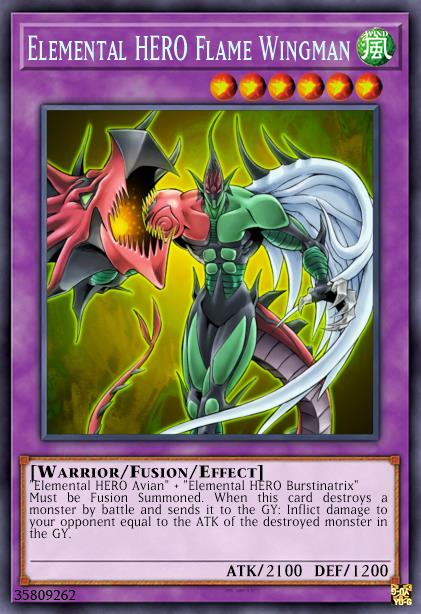 Elemental HERO Flame Wingman
WIND
風
[Warrior/Fusion/Effect]
"Elemental HERO Avian" + "Elemental HERO Burstinatrix"
Must be Fusion Summoned. When this card destroys a
monster by battle and sends it to the GY: Inflict damage to
your opponent equal to the ATK of the destroyed monster in
the GY.
ATK/2100 DEF/1200
35809262